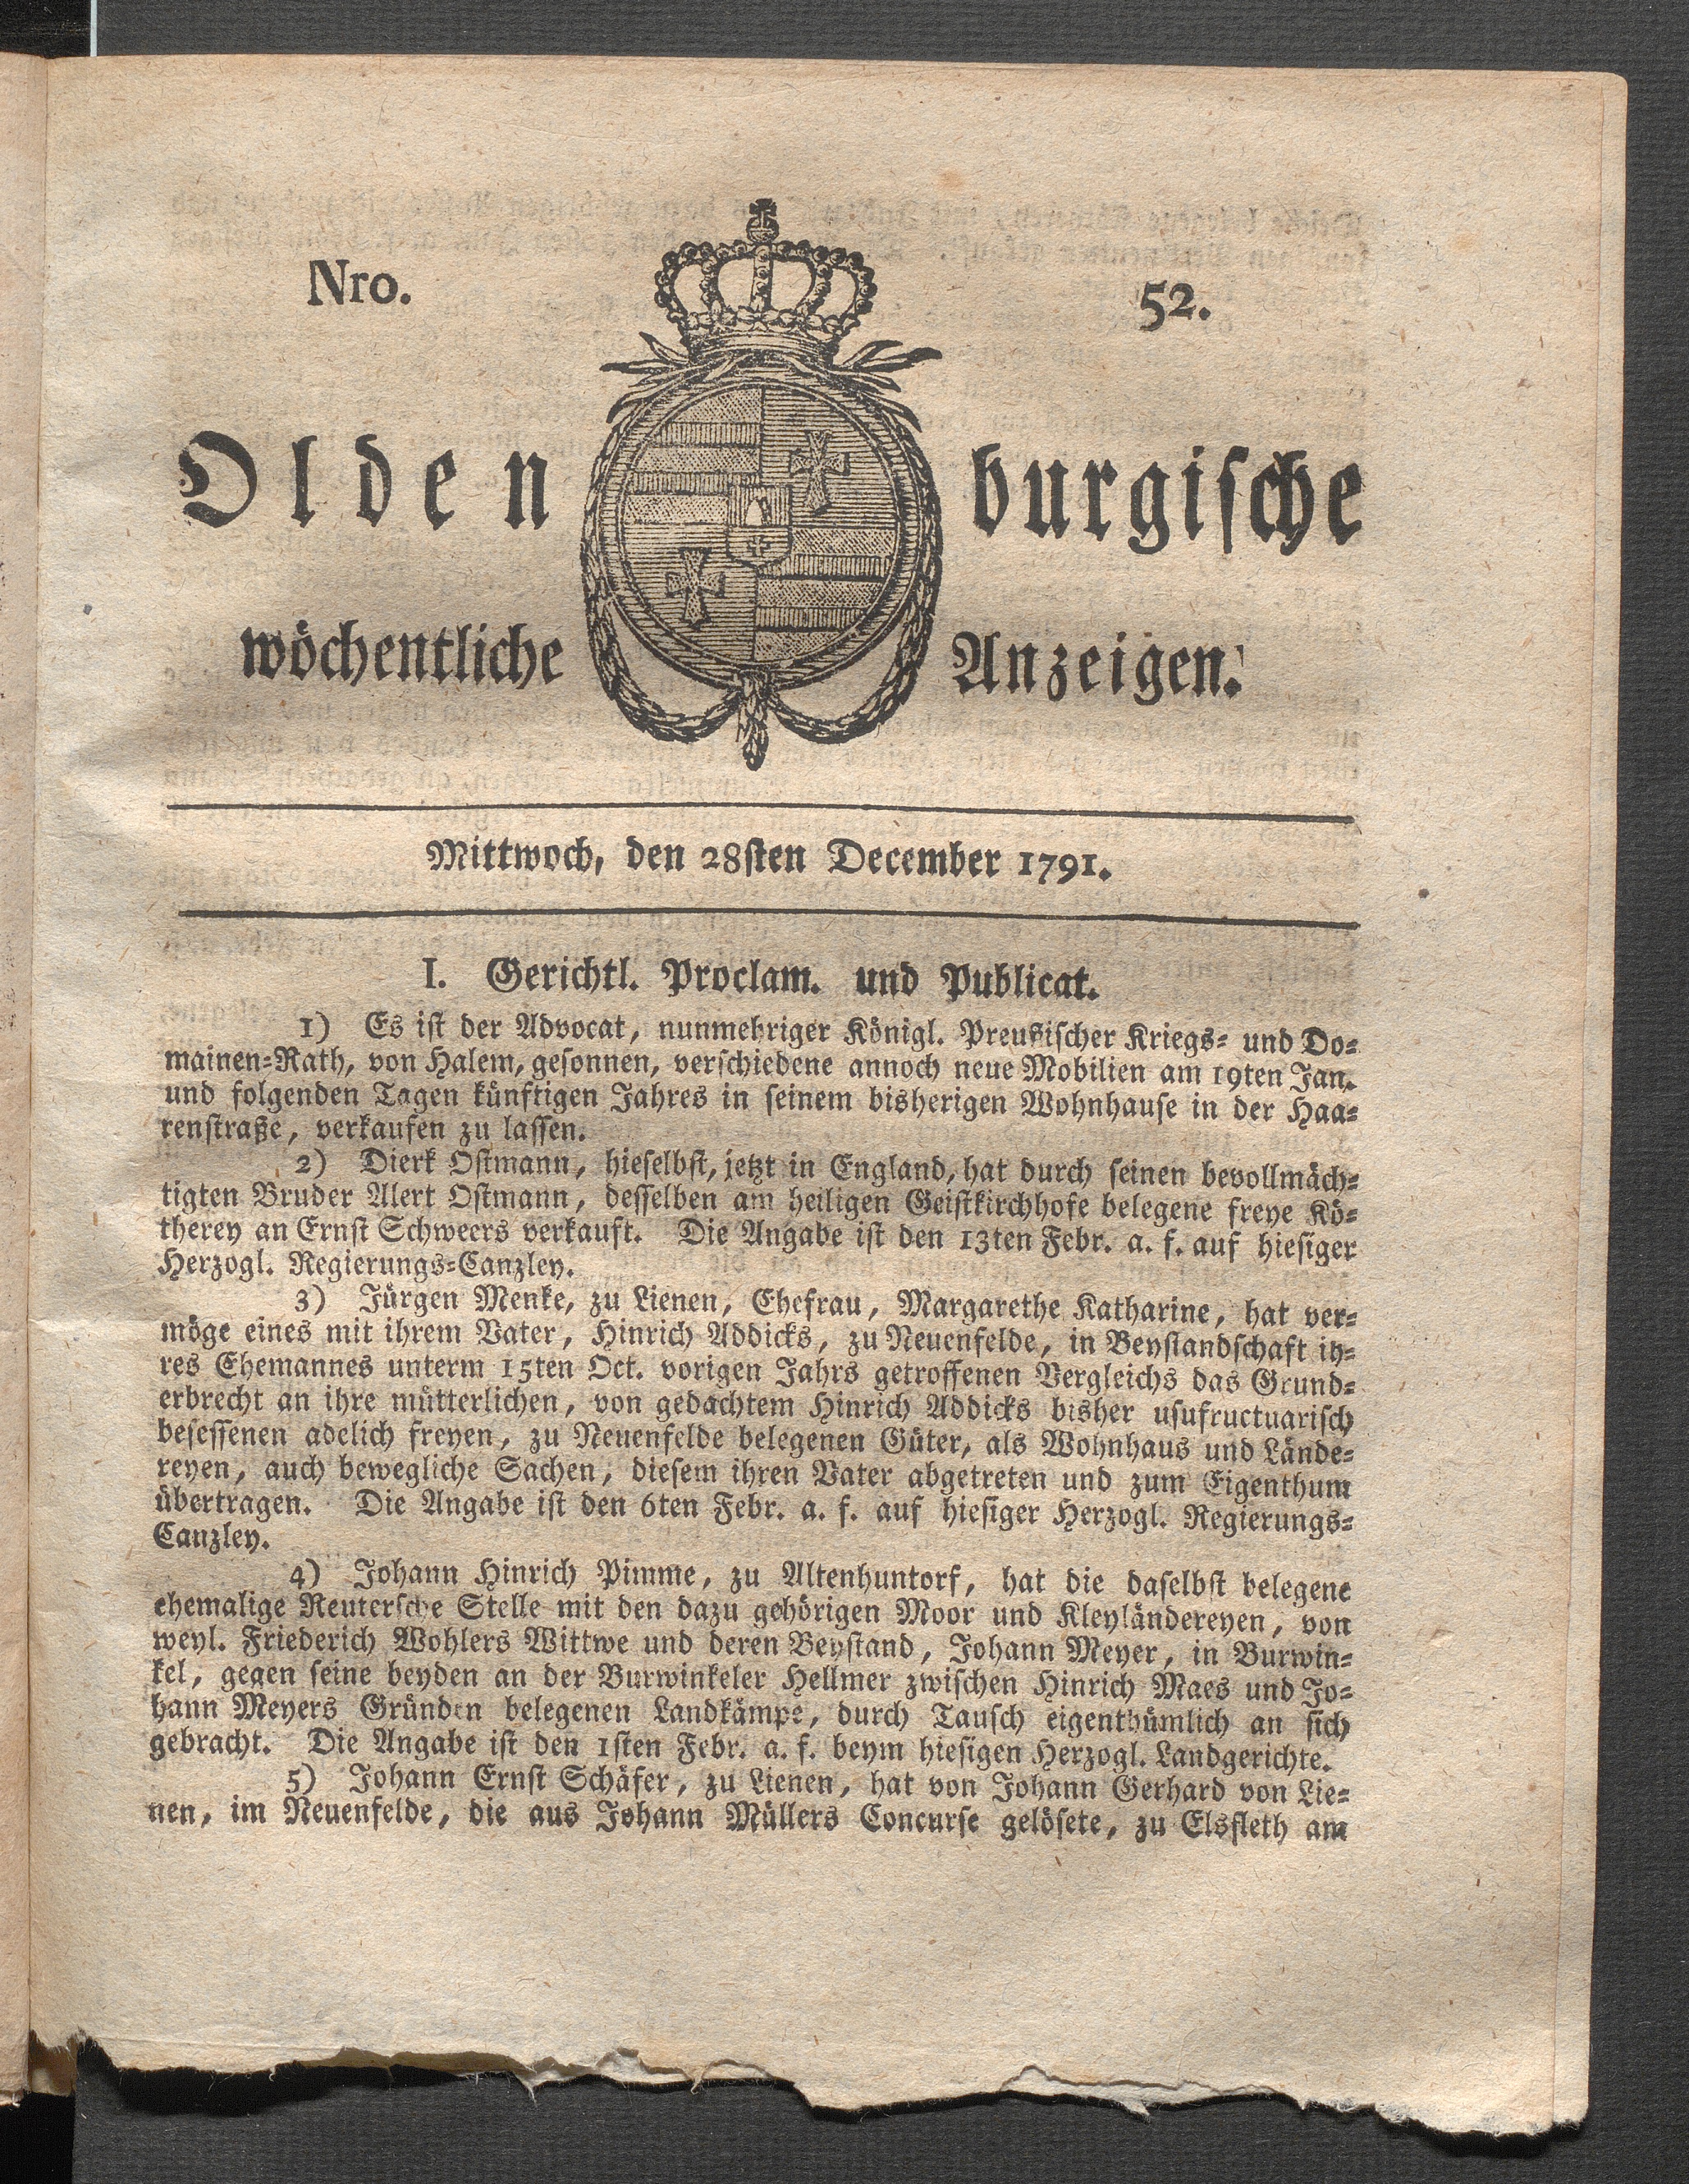 Nro. 52.
Olden burgische
wöchentliche Anzeigen.
Mittwoch, den 28sten December 1791.
I. Gerichtl. Proclam. und Publicat.
1) Es ist der Advocat, nunmehriger Königl. Preußischer Kriegs= und Do=
mainen=Rath, von Halem, gesonnen, verschiedene annoch neue Mobilien am 19ten Jan.
und folgenden Tagen künftigen Jahres in seinem bisherigen Wohnhause in der Haa=
renstraße, verkaufen zu lassen.
2) Dierk Ostmann, hieselbst, jetzt in England, hat durch seinen bevollmäch=
tigten Bruder Alert Ostmann, desselben am heiligen Geistkirchhofe belegene freye Kö=
therey an Ernst Schweers verkauft. Die Angabe ist den 13ten Febr. a. f. auf hiesiger
Herzogl. Regierungs=Canzley.
3) Jürgen Menke, zu Lienen, Ehefrau, Margarethe Katharine, hat ver=
möge eines mit ihrem Vater, Hinrich Addicks, zu Neuenfelde, in Beystandschaft ih=
res Ehemannes unterm 15ten Oct. vorigen Jahrs getroffenen Vergleichs das Grund=
erbrecht an ihre mütterlichen, von gedachtem Hinrich Addicks bisher usufructuarisch
besessenen adelich freyen, zu Neuenfelde belegenen Güter, als Wohnhaus und Lände=
reyen, auch bewegliche Sachen, diesem ihren Vater abgetreten und zum Eigenthum
übertragen. Die Angabe ist den 6ten Febr. a. f. auf hiesiger Herzogl. Regierungs=
Canzley.
4) Johann Hinrich Pimme, zu Altenhuntorf, hat die daselbst belegene
ehemalige Reutersche Stelle mit den dazu gehörigen Moor und Kleyländereyen, von
weyl. Friederich Wohlers Wittwe und deren Beystand, Johann Meyer, in Burwin=
kel, gegen seine beyden an der Burwinkeler Hellmer zwischen Hinrich Maes und Jo=
hann Meyers Gründen belegenen Landkämpe, durch Tausch eigenthümlich an sich
gebracht. Die Angabe ist den 1sten Febr. a. f. beym hiesigen Herzogl. Landgerichte.
5) Johann Ernst Schäfer, zu Lienen, hat von Johann Gerhard von Lie=
nen, im Neuenfelde, die aus Johann Müllers Concurse gelösete, zu Elsfleth am